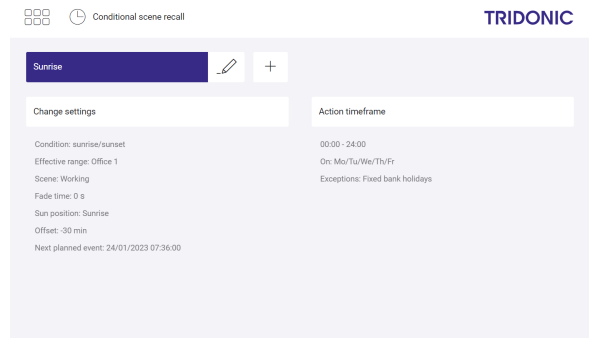 Conditional scene recall
TRIDONIC
Sunrise
Change settings
Condition: sunrise/sunset
Effective range: Office 1
Scene: Working
Fade time: 0 s
Sun position: Sunrise
Offset: -30 min
Next planned event: 24/01/2023 07:36:00
Action timeframe
00:00 - 24:00
On: Mo/Tu/We/Th/Fr
Exceptions: Fixed bank holidays